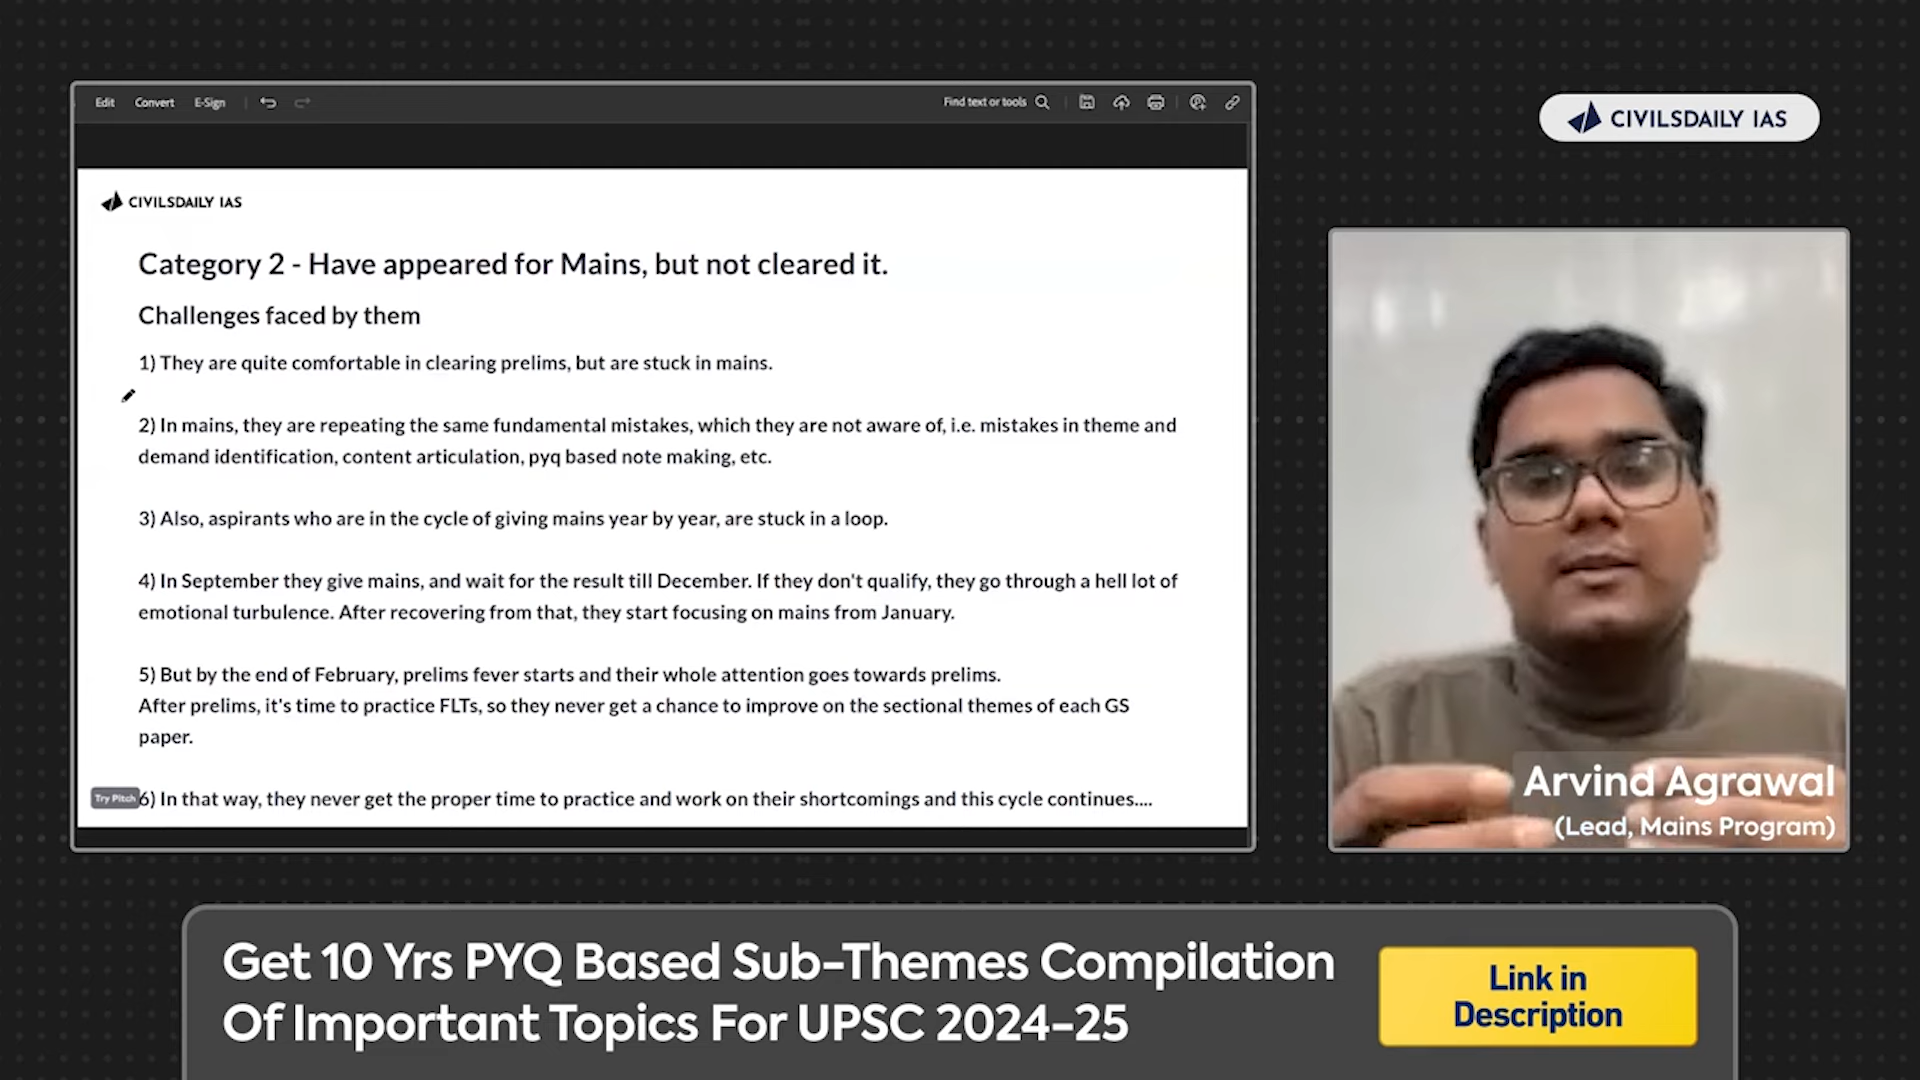 Edit Convert E-Sign Find text or tools
CIVILSDAILY IAS
CIVILSDAILY IAS
Category 2 - Have appeared for Mains, but not cleared it.
Challenges faced by them
1) They are quite comfortable in clearing prelims, but are stuck in mains.
2) In mains, they are repeating the same fundamental mistakes, which they are not aware of, i.e. mistakes in theme and
demand identification, content articulation, pyq based note making, etc.
3) Also, aspirants who are in the cycle of giving mains year by year, are stuck in a loop.
4) In September they give mains, and wait for the result till December. If they don't qualify, they go through a hell lot of
emotional turbulence. After recovering from that, they start focusing on mains from January.
5) But by the end of February, prelims fever starts and their whole attention goes towards prelims.
After prelims, it's time to practice FLTs, so they never get a chance to improve on the sectional themes of each GS
paper.
Try Pitch
6) In that way, they never get the proper time to practice and work on their shortcomings and this cycle continues....
Arvind Agrawal
(Lead, Mains Program)
Get 10 Yrs PYQ Based Sub-Themes Compilation
Of Important Topics For UPSC 2024-25
Link in
Description